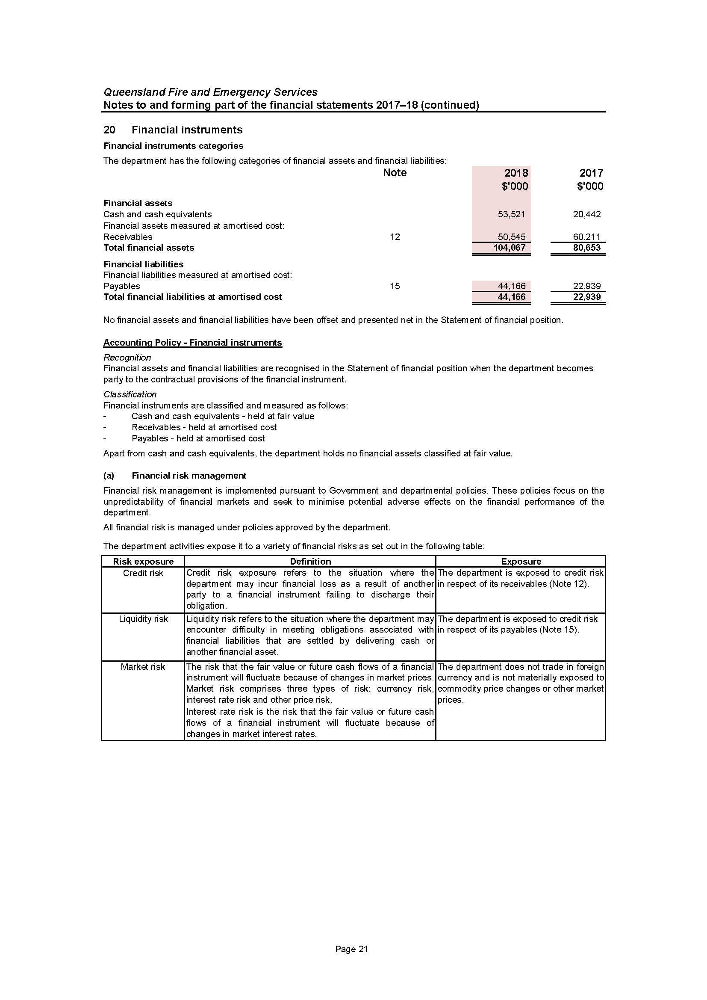 Queensland Fire and Emergency Services
Notes to and forming part of the financial statements 2017–18 (continued)
20 Financial instruments
Financial instruments categories
The department has the following categories of financial assets and financial liabilities:
Note 2018 2017
$'000 $'000
Financial assets
Cash and cash equivalents 53,521 20,442
Financial assets measured at amortised cost:
Receivables 12 50,545 60,211
Total financial assets 104,067 80,653
Financial liabilities
Financial liabilities measured at amortised cost:
Payables 15 44,166 22,939
Total financial liabilities at amortised cost 44,166 22,939
No financial assets and financial liabilities have been offset and presented net in the Statement of financial position.
Accounting Policy - Financial instruments
Recognition
Financial assets and financial liabilities are recognised in the Statement of financial position when the department becomes
party to the contractual provisions of the financial instrument.
Classification
Financial instruments are classified and measured as follows:
- Cash and cash equivalents - held at fair value
- Receivables - held at amortised cost
- Payables - held at amortised cost
Apart from cash and cash equivalents, the department holds no financial assets classified at fair value.
(a) Financial risk management
Financial risk management is implemented pursuant to Government and departmental policies. These policies focus on the
unpredictability of financial markets and seek to minimise potential adverse effects on the financial performance of the
department.
All financial risk is managed under policies approved by the department.
The department activities expose it to a variety of financial risks as set out in the following table:
Risk exposure Definition Exposure
Credit risk Credit risk exposure refers to the situation where the The department is exposed to credit risk
department may incur financial loss as a result of another in respect of its receivables (Note 12).
party to a financial instrument failing to discharge their
obligation.
Liquidity risk Liquidity risk refers to the situation where the department may The department is exposed to credit risk
encounter difficulty in meeting obligations associated with in respect of its payables (Note 15).
financial liabilities that are settled by delivering cash or
another financial asset.
Market risk The risk that the fair value or future cash flows of a financial The department does not trade in foreign
instrument will fluctuate because of changes in market prices. currency and is not materially exposed to
Market risk comprises three types of risk: currency risk, commodity price changes or other market
interest rate risk and other price risk. prices.
Interest rate risk is the risk that the fair value or future cash
flows of a financial instrument will fluctuate because of
changes in market interest rates.
Page 21